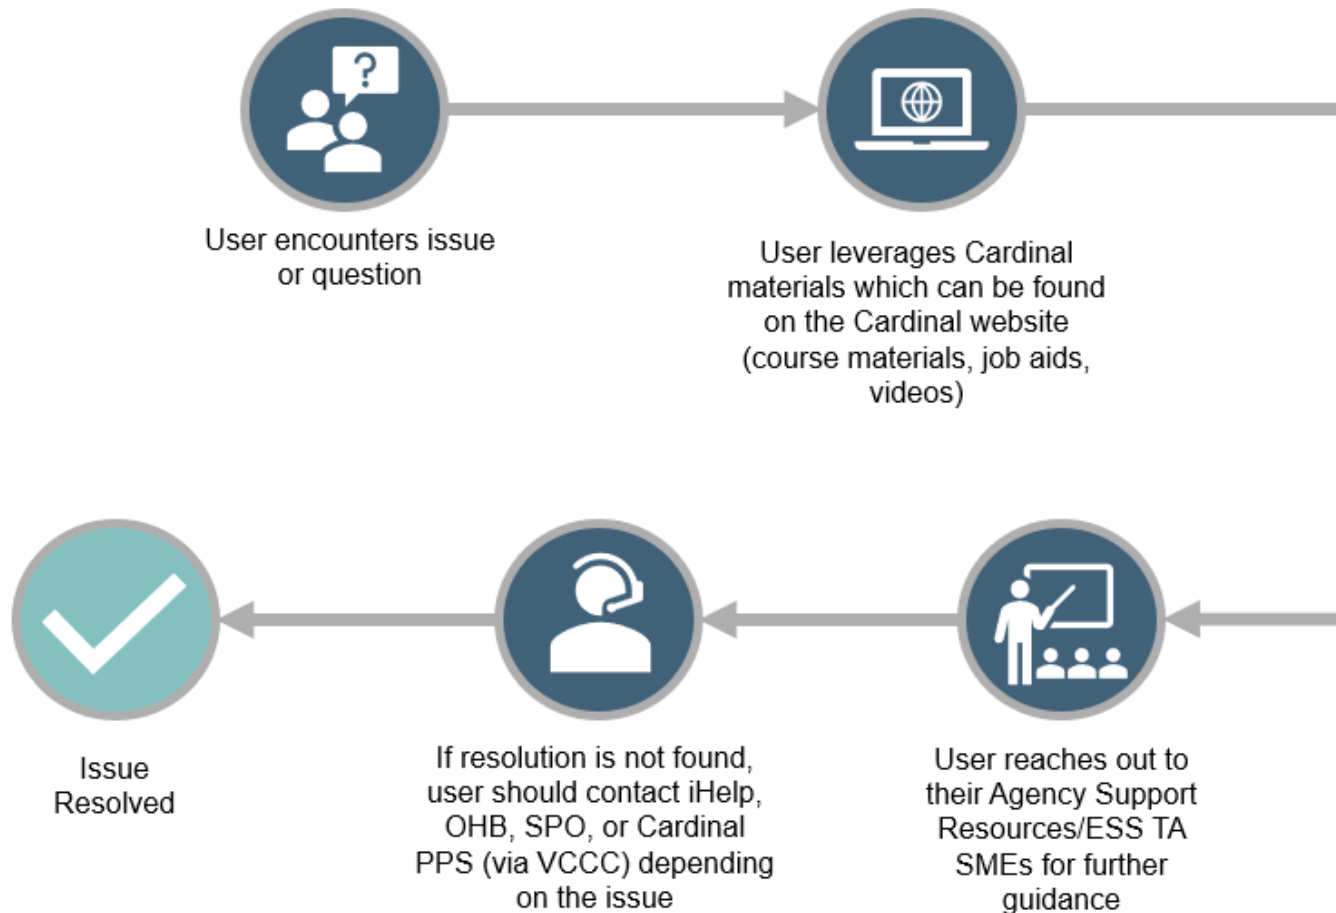 ?
User encounters issue
or question
User leverages Cardinal
materials which can be found
on the Cardinal website
(course materials, job aids,
videos)
User reaches out to
their Agency Support
Resources/ESS TA
SMEs for further
guidance
If resolution is not found,
user should contact iHelp,
OHB, SPO, or Cardinal
PPS (via VCCC) depending
on the issue
Issue
Resolved